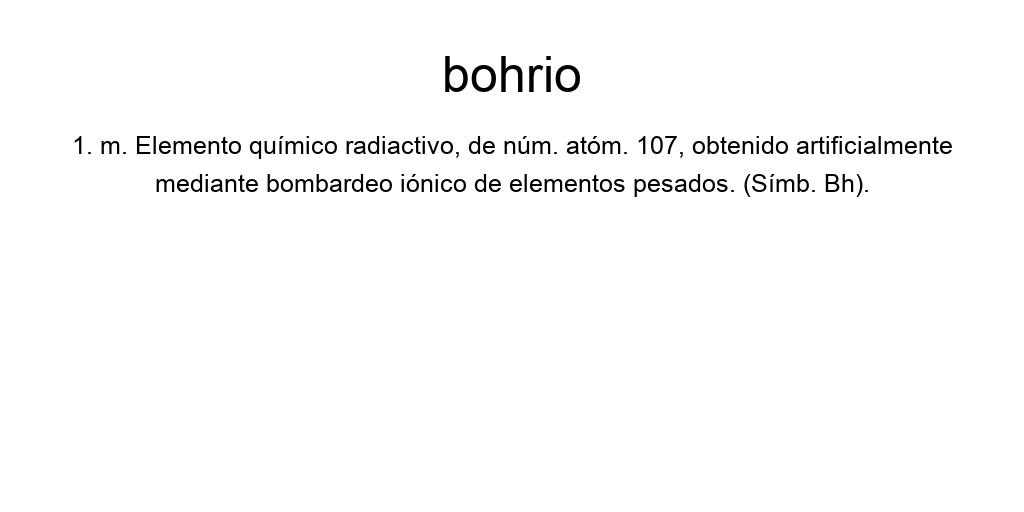 bohrio
1. m. Elemento químico radiactivo, de núm. atóm. 107, obtenido artificialmente
mediante bombardeo iónico de elementos pesados. (Símb. Bh).